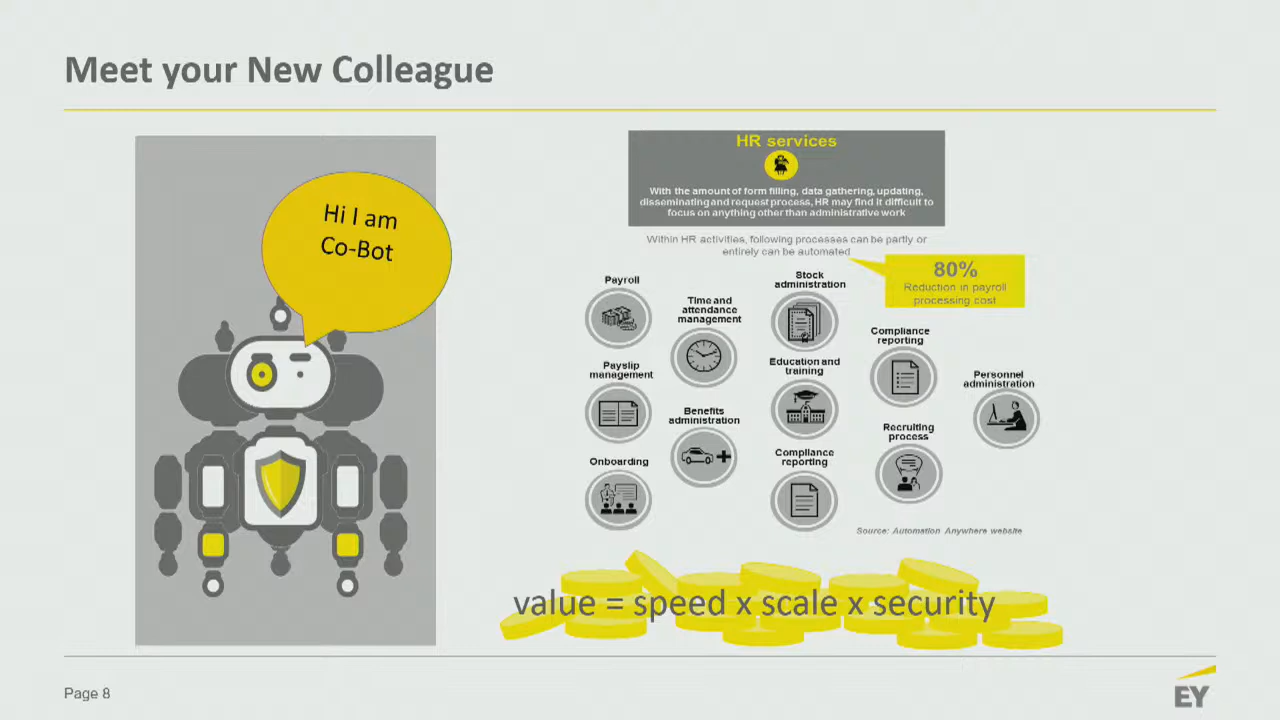 Meet your New Colleague
Hi I am
Co-Bot
HR services
With the amount of form filling, data gathering, updating,
disseminating and request process, HR may find it difficult to
focus on anything other than administrative work
Within HR activities, following processes can be partly or
entirely can be automated
80%
Reduction in payroll
processing cost
Payroll
Time and
attendance
management
Stock
administration
Compliance
reporting
Payslip
management
Education and
training
Personnel
administration
Benefits
administration
Recruiting
process
Onboarding
Compliance
reporting
Source: Automation Anywhere website
value = speed x scale x security
Page 8
EY